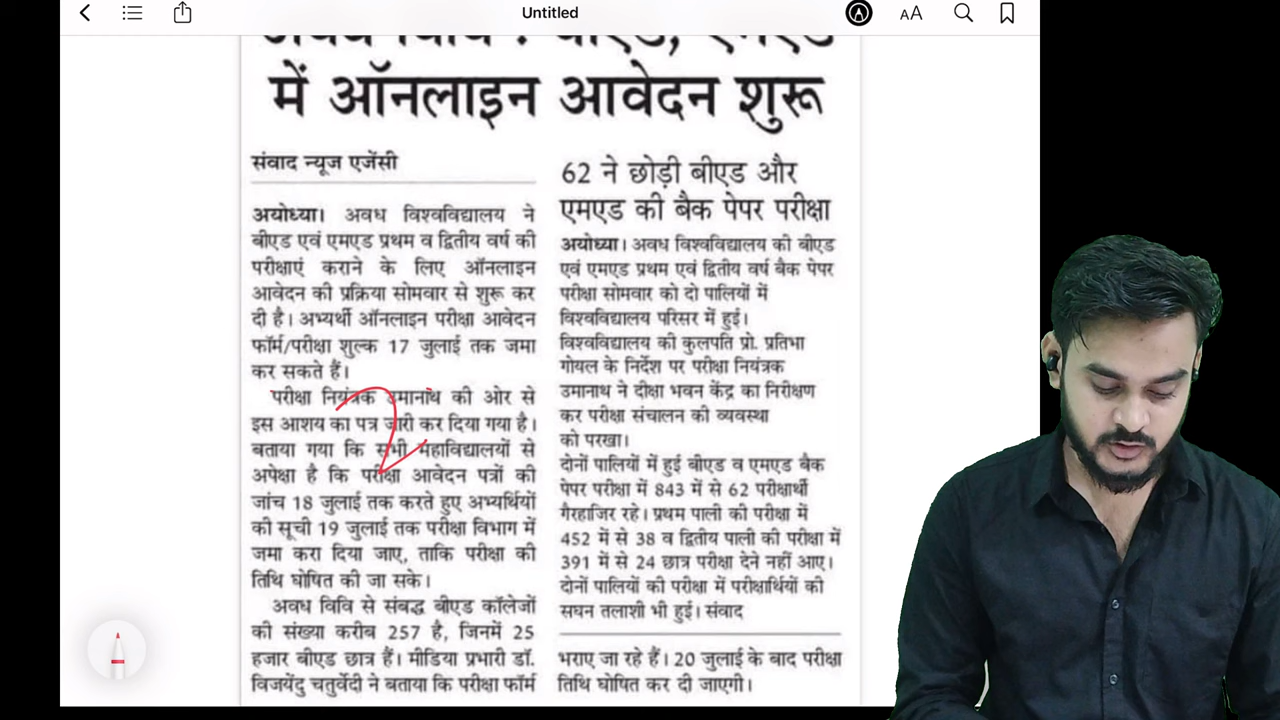 Untitled
AA
अवध विवि : बीएड, एमएड
में ऑनलाइन आवेदन शुरू
संवाद न्यूज एजेंसी
अयोध्या। अवध विश्वविद्यालय ने
बीएड एवं एमएड प्रथम व द्वितीय वर्ष की
परीक्षाएं कराने के लिए ऑनलाइन
आवेदन की प्रक्रिया सोमवार से शुरू कर
दी है। अभ्यर्थी ऑनलाइन परीक्षा आवेदन
फॉर्म/परीक्षा शुल्क 17 जुलाई तक जमा
कर सकते हैं।
परीक्षा नियंत्रक उमानाथ की ओर से
इस आशय का पत्र जारी कर दिया गया है।
बताया गया कि सभी महाविद्यालयों से
अपेक्षा है कि परीक्षा आवेदन पत्रों की
जांच 18 जुलाई तक करते हुए अभ्यर्थियों
की सूची 19 जुलाई तक परीक्षा विभाग में
जमा करा दिया जाए, ताकि परीक्षा की
तिथि घोषित की जा सके।
अवध विवि से संबद्ध बीएड कॉलेजों
की संख्या करीब 257 है, जिनमें 25
हजार बीएड छात्र हैं। मीडिया प्रभारी डॉ.
विजयेंदु चतुर्वेदी ने बताया कि परीक्षा फॉर्म
62 ने छोड़ी बीएड और
एमएड की बैक पेपर परीक्षा
अयोध्या। अवध विश्वविद्यालय की बीएड
एवं एमएड प्रथम एवं द्वितीय वर्ष बैक पेपर
परीक्षा सोमवार को दो पालियों में
विश्वविद्यालय परिसर में हुई।
विश्वविद्यालय की कुलपति प्रो. प्रतिभा
गोयल के निर्देश पर परीक्षा नियंत्रक
उमानाथ ने दीक्षा भवन केंद्र का निरीक्षण
कर परीक्षा संचालन की व्यवस्था
को परखा।
दोनों पालियों में हुई बीएड व एमएड बैक
पेपर परीक्षा में 843 में से 62 परीक्षार्थी
गैरहाजिर रहे। प्रथम पाली की परीक्षा में
452 में से 38 व द्वितीय पाली की परीक्षा में
391 में से 24 छात्र परीक्षा देने नहीं आए।
दोनों पालियों की परीक्षा में परीक्षार्थियों की
सघन तलाशी भी हुई। संवाद
भराए जा रहे हैं। 20 जुलाई के बाद परीक्षा
तिथि घोषित कर दी जाएगी।